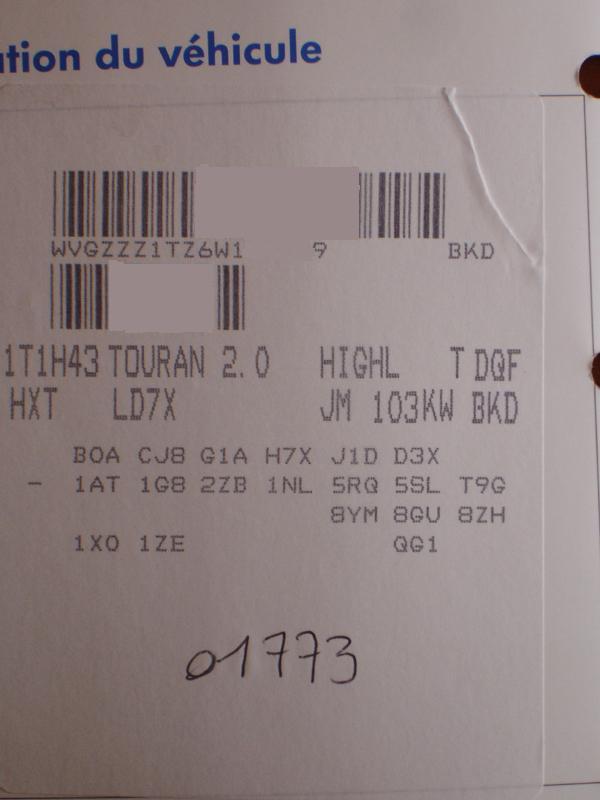 ation du véhicule
WVGZZZ1TZ6W1 9 BKD
1T1H43 TOURAN 2.0 HIGHL T DQF
HXT LD7X JM 103KW BKD
B0A CJ8 G1A H7X J1D D3X
- 1AT 1G8 2ZB 1NL 5RQ 5SL T9G
8YM 8GU 8ZH
1X0 1ZE QG1
01773